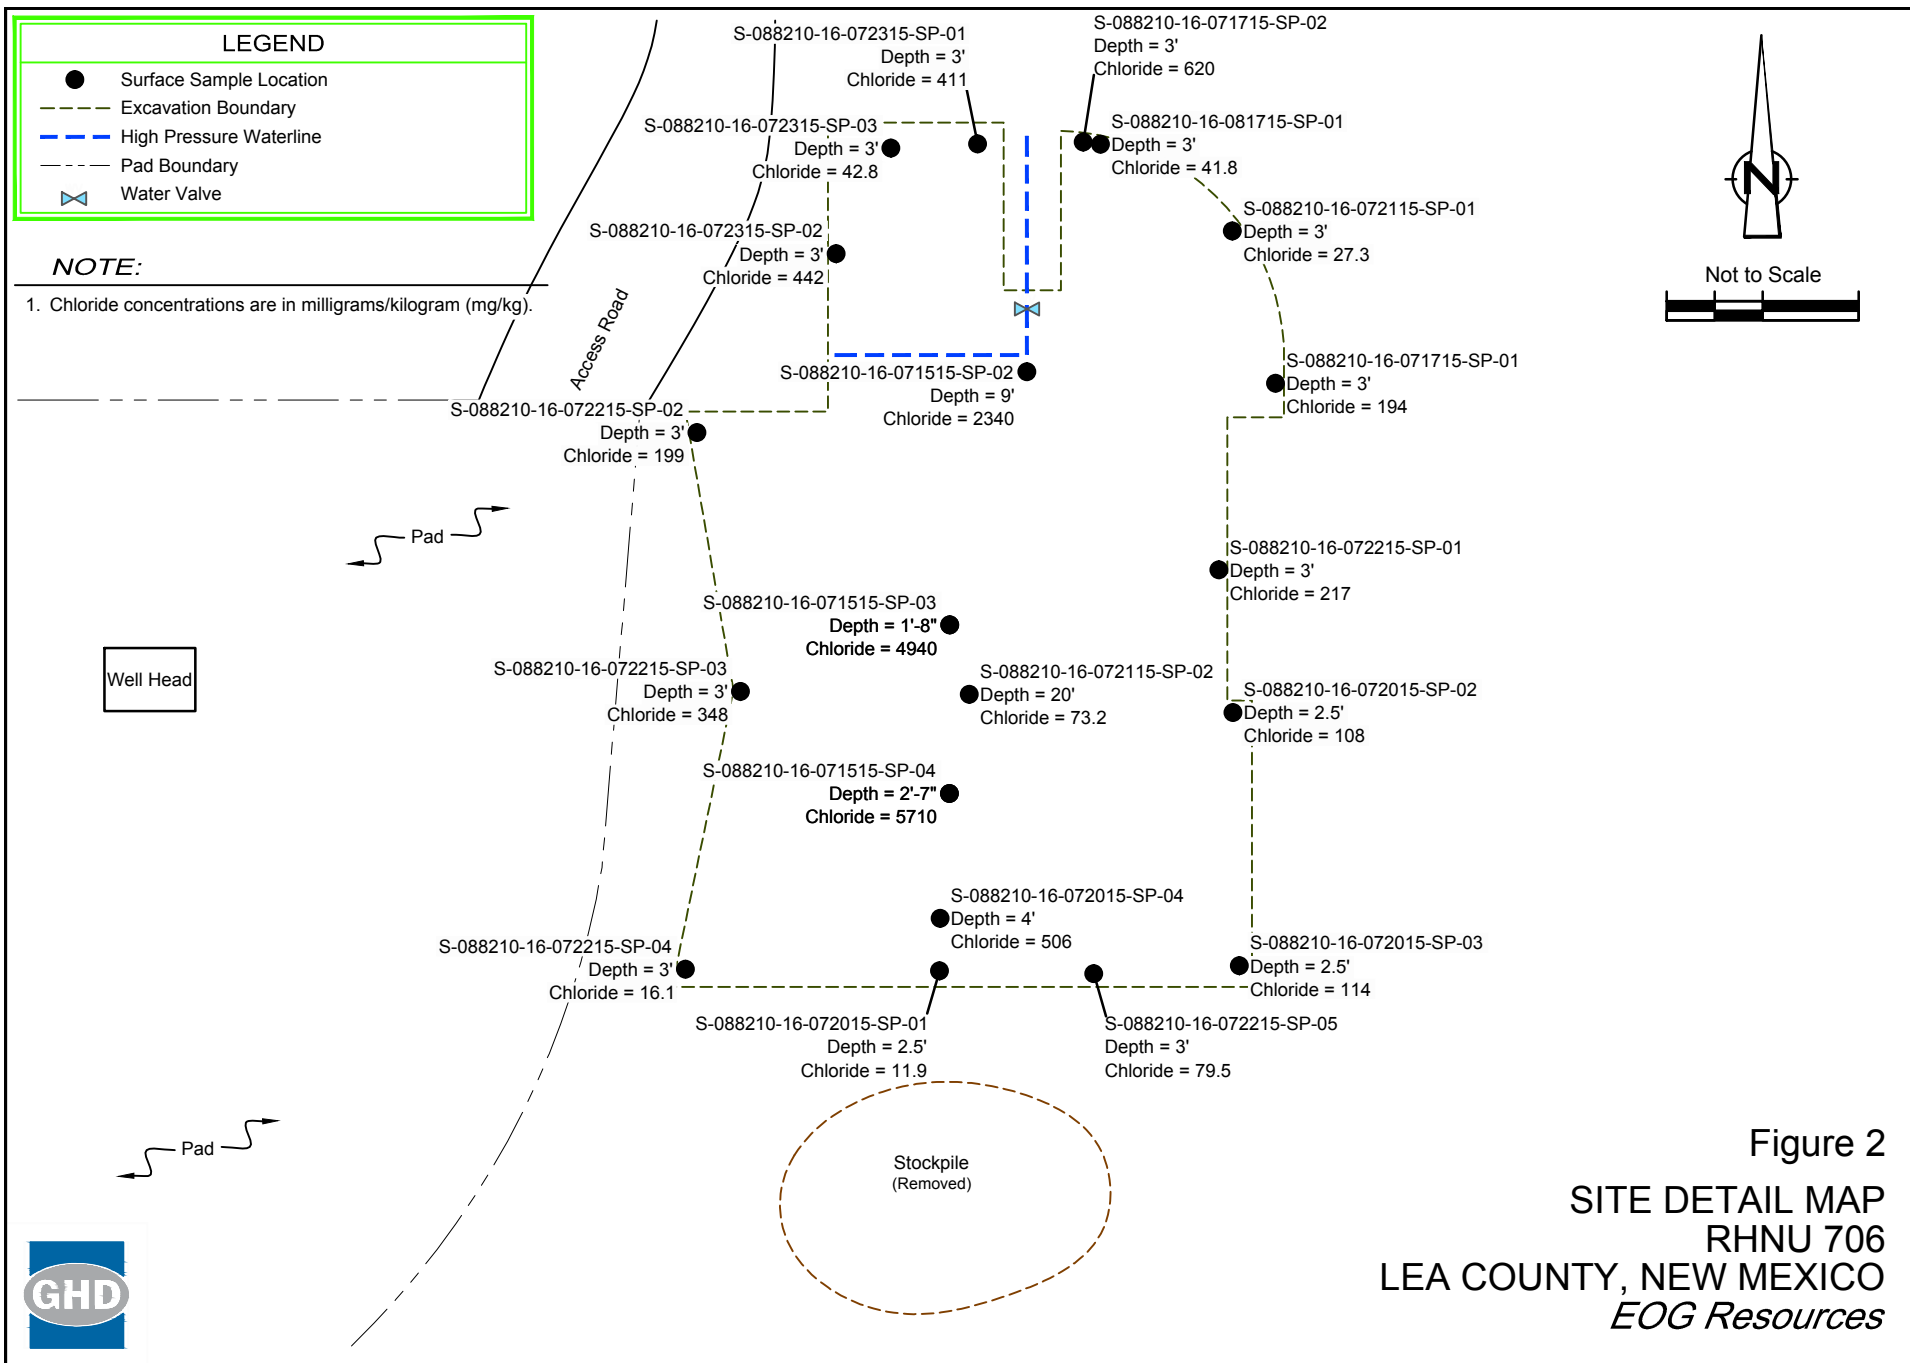 LEGEND
Surface Sample Location
Excavation Boundary
High Pressure Waterline
Pad Boundary
Water Valve
NOTE:
1. Chloride concentrations are in milligrams/kilogram (mg/kg).
S-088210-16-072315-SP-01
Depth = 3'
Chloride = 411
S-088210-16-071715-SP-02
Depth = 3'
Chloride = 620
S-088210-16-072315-SP-03
Depth = 3'
Chloride = 42.8
S-088210-16-081715-SP-01
Depth = 3'
Chloride = 41.8
S-088210-16-072315-SP-02
Depth = 3'
Chloride = 442
S-088210-16-072115-SP-01
Depth = 3'
Chloride = 27.3
N
Not to Scale
Access Road
S-088210-16-071515-SP-02
Depth = 9'
Chloride = 2340
S-088210-16-071715-SP-01
Depth = 3'
Chloride = 194
S-088210-16-072215-SP-02
Depth = 3'
Chloride = 199
Pad
S-088210-16-072215-SP-01
Depth = 3'
Chloride = 217
S-088210-16-071515-SP-03
Depth = 1'-8"
Chloride = 4940
Well Head
S-088210-16-072215-SP-03
Depth = 3'
Chloride = 348
S-088210-16-072115-SP-02
Depth = 20'
Chloride = 73.2
S-088210-16-072015-SP-02
Depth = 2.5'
Chloride = 108
S-088210-16-071515-SP-04
Depth = 2'-7"
Chloride = 5710
S-088210-16-072015-SP-04
Depth = 4'
Chloride = 506
S-088210-16-072215-SP-04
Depth = 3'
Chloride = 16.1
S-088210-16-072015-SP-03
Depth = 2.5'
Chloride = 114
S-088210-16-072015-SP-01
Depth = 2.5'
Chloride = 11.9
S-088210-16-072215-SP-05
Depth = 3'
Chloride = 79.5
Pad
Stockpile
(Removed)
GHD
Figure 2
SITE DETAIL MAP
RHNU 706
LEA COUNTY, NEW MEXICO
EOG Resources